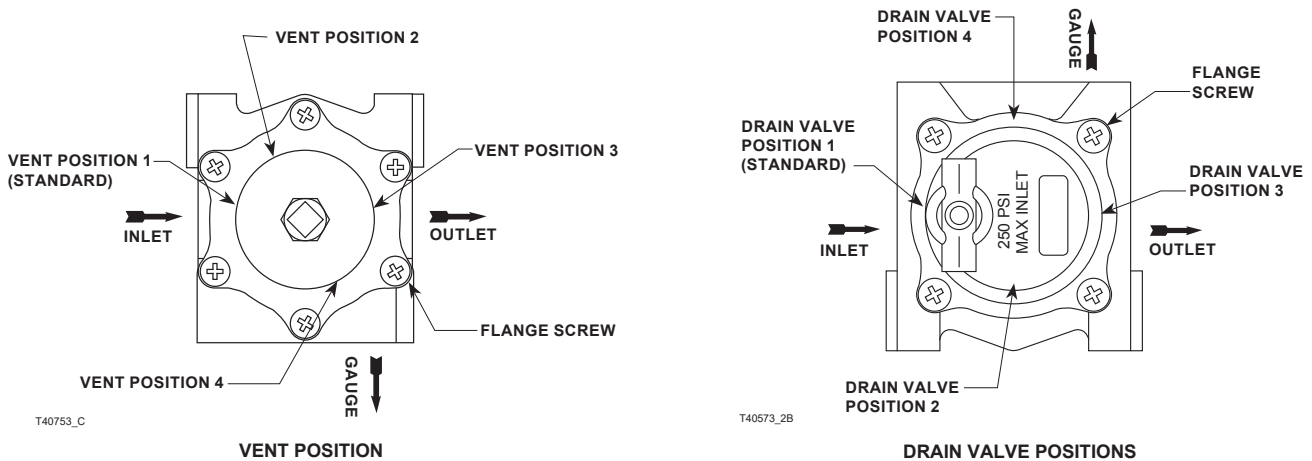 VENT POSITION 2
VENT POSITION 1
(STANDARD)
VENT POSITION 3
INLET
OUTLET
FLANGE SCREW
GAUGE
VENT POSITION 4
T40753_C
VENT POSITION
DRAIN VALVE
POSITION 4
GAUGE
FLANGE
SCREW
DRAIN VALVE
POSITION 1
(STANDARD)
DRAIN VALVE
POSITION 3
250 PSI
MAX INLET
INLET
OUTLET
DRAIN VALVE
POSITION 2
T40573_2B
DRAIN VALVE POSITIONS